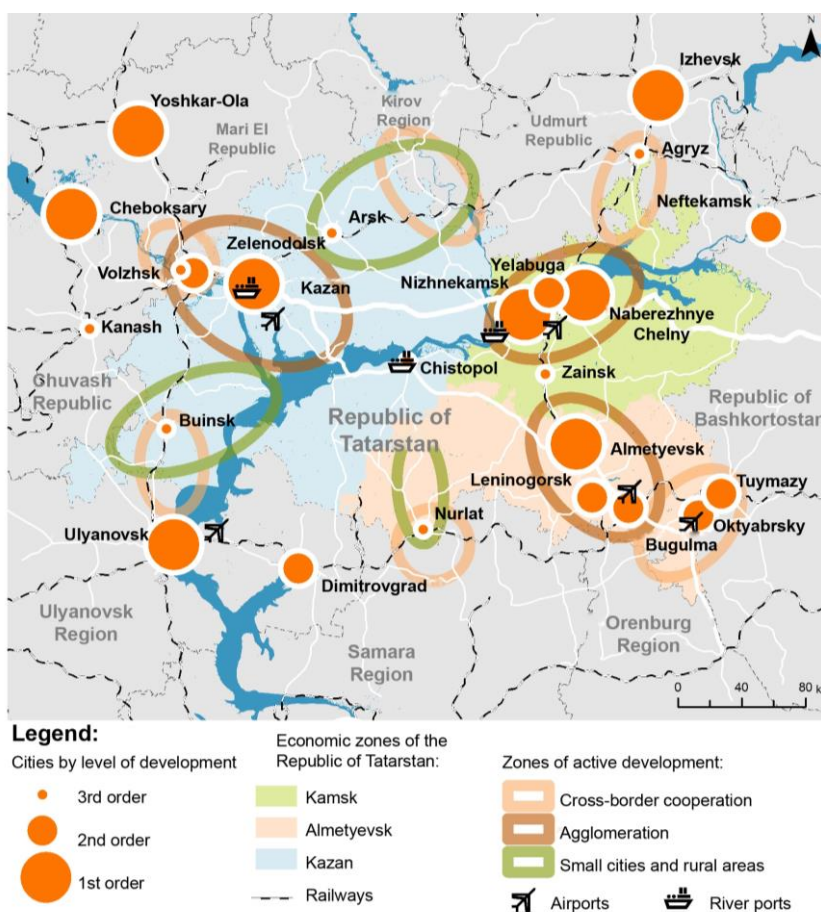 N
Izhevsk
Yoshkar-Ola
Kirov
Region
Udmurt
Republic
Mari El
Republic
Agryz
Neftekamsk
Cheboksary
Arsk
Zelenodolsk
Volzhsk
Kazan
Yelabuga
Nizhnekamsk
Naberezhnye
Chelny
Kanash
Chistopol
Zainsk
Chuvash
Republic
Buinsk
Republic of
Tatarstan
Republic of
Bashkortostan
Almetyevsk
Leninogorsk
Tuymazy
Oktyabrsky
Nurlat
Bugulma
Ulyanovsk
Dimitrovgrad
Ulyanovsk
Region
Samara
Region
Orenburg
Region
0 40 80 k
Legend:
Cities by level of development
3rd order
2nd order
1st order
Economic zones of the
Republic of Tatarstan:
Kamsk
Almetyevsk
Kazan
Railways
Zones of active development:
Cross-border cooperation
Agglomeration
Small cities and rural areas
Airports
River ports